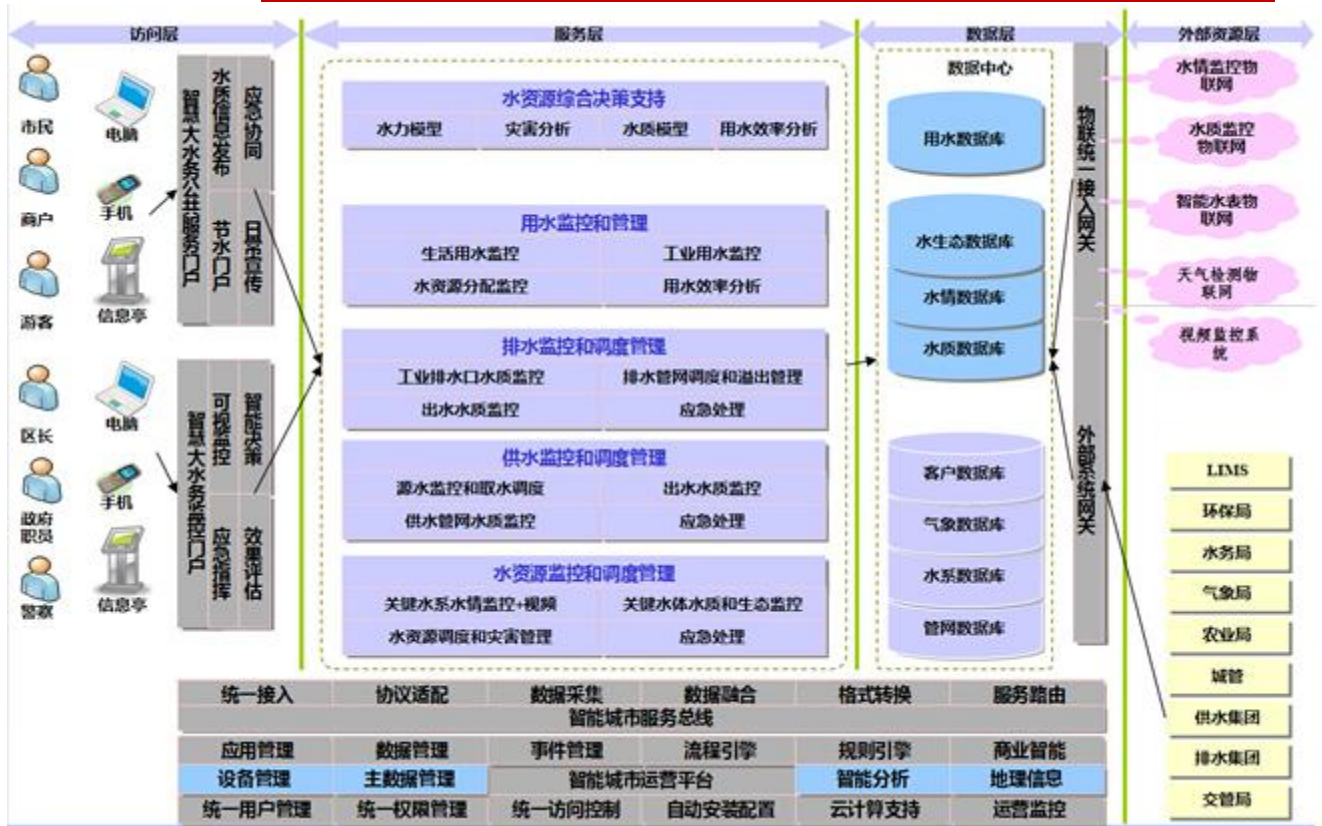 访问层
服务层
数据层
外部资源层
市民
商户
游客
电脑
手机
信息亭
智慧大水务公共服务门户
水质信息发布
应急协同
节水门户
日常宣传
区长
政府
职员
警察
电脑
手机
信息亭
智慧大水务监控门户
可视监控
智能决策
应急指挥
效果评估
水资源综合决策支持
水力模型 灾害分析 水质模型 用水效率分析
用水监控和管理
生活用水监控 工业用水监控
水资源分配监控 用水效率分析
排水监控和调度管理
工业排水口水质监控 排水管网调度和溢出管理
出水水质监控 应急处理
供水监控和调度管理
源水监控和取水调度 出水水质监控
供水管网水质监控 应急处理
水资源监控和调度管理
关键水系水情监控+视频 关键水体水质和生态监控
水资源调度和灾害管理 应急处理
数据中心
用水数据库
水生态数据库
水情数据库
水质数据库
客户数据库
气象数据库
水系数据库
管网数据库
物联统一接入网关
外部系统网关
水情监控物
联网
水质监控
物联网
智能水表物
联网
天气检测物
联网
视频监控系
统
LIMS
环保局
水务局
气象局
农业局
城管
供水集团
排水集团
交管局
统一接入 协议适配 数据采集 数据融合 格式转换 服务路由
智能城市服务总线
应用管理 数据管理 事件管理 流程引擎 规则引擎 商业智能
设备管理 主数据管理 智能城市运营平台 智能分析 地理信息
统一用户管理 统一权限管理 统一访问控制 自动安装配置 云计算支持 运营监控